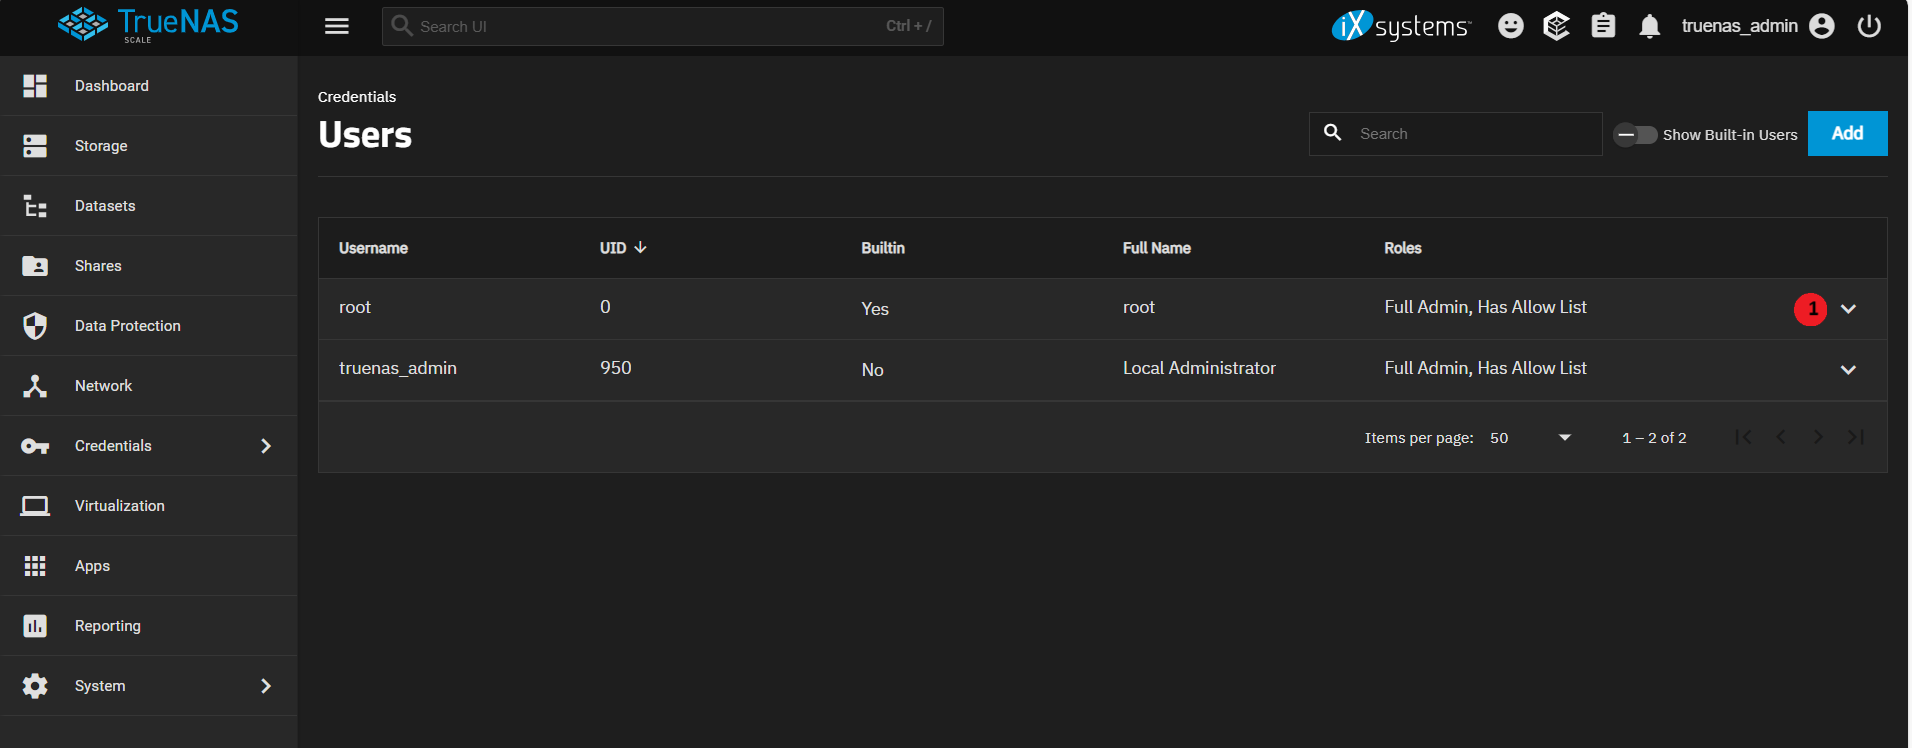 TrueNAS
SCALE
Search UI
Ctrl + /
iXsystems™
truenas_admin
Dashboard
Storage
Datasets
Shares
Data Protection
Network
Credentials
Virtualization
Apps
Reporting
System
Credentials
Users
Search
Show Built-in Users
Add
Username UID Builtin Full Name Roles
root 0 Yes root Full Admin, Has Allow List 1
truenas_admin 950 No Local Administrator Full Admin, Has Allow List
Items per page: 50 1 – 2 of 2